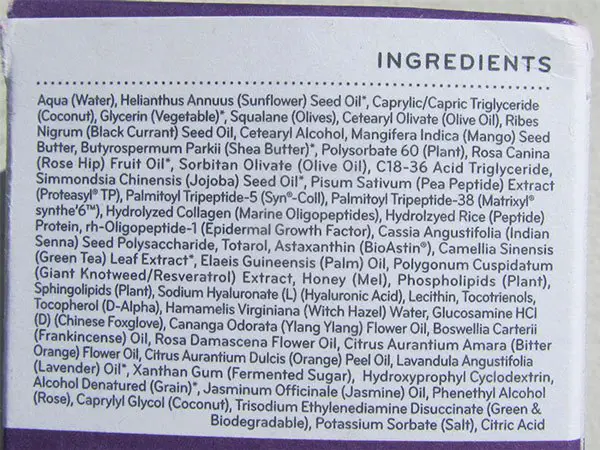 INGREDIENTS
Aqua (Water), Helianthus Annuus (Sunflower) Seed Oil*, Caprylic/Capric Triglyceride
(Coconut), Glycerin (Vegetable)*, Squalane (Olives), Cetearyl Olivate (Olive Oil), Ribes
Nigrum (Black Currant) Seed Oil, Cetearyl Alcohol, Mangifera Indica (Mango) Seed
Butter, Butyrospermum Parkii (Shea Butter)*, Polysorbate 60 (Plant), Rosa Canina
(Rose Hip) Fruit Oil*, Sorbitan Olivate (Olive Oil), C18-36 Acid Triglyceride,
Simmondsia Chinensis (Jojoba) Seed Oil*, Pisum Sativum (Pea Peptide) Extract
(Proteasyl® TP), Palmitoyl Tripeptide-5 (Syn®-Coll), Palmitoyl Tripeptide-38 (Matrixyl®
synthe'6™), Hydrolyzed Collagen (Marine Oligopeptides), Hydrolzyed Rice (Peptide)
Protein, rh-Oligopeptide-1 (Epidermal Growth Factor), Cassia Angustifolia (Indian
Senna) Seed Polysaccharide, Totarol, Astaxanthin (BioAstin®), Camellia Sinensis
(Green Tea) Leaf Extract*, Elaeis Guineensis (Palm) Oil, Polygonum Cuspidatum
(Giant Knotweed/Resveratrol) Extract, Honey (Mel), Phospholipids (Plant),
Sphingolipids (Plant), Sodium Hyaluronate (L) (Hyaluronic Acid), Lecithin, Tocotrienols,
Tocopherol (D-Alpha), Hamamelis Virginiana (Witch Hazel) Water, Glucosamine HCl
(D) (Chinese Foxglove), Cananga Odorata (Ylang Ylang) Flower Oil, Boswellia Carterii
(Frankincense) Oil, Rosa Damascena Flower Oil, Citrus Aurantium Amara (Bitter
Orange) Flower Oil, Citrus Aurantium Dulcis (Orange) Peel Oil, Lavandula Angustifolia
(Lavender) Oil*, Xanthan Gum (Fermented Sugar), Hydroxyprophyl Cyclodextrin,
Alcohol Denatured (Grain)*, Jasminum Officinale (Jasmine) Oil, Phenethyl Alcohol
(Rose), Caprylyl Glycol (Coconut), Trisodium Ethylenediamine Disuccinate (Green &
Biodegradable), Potassium Sorbate (Salt), Citric Acid